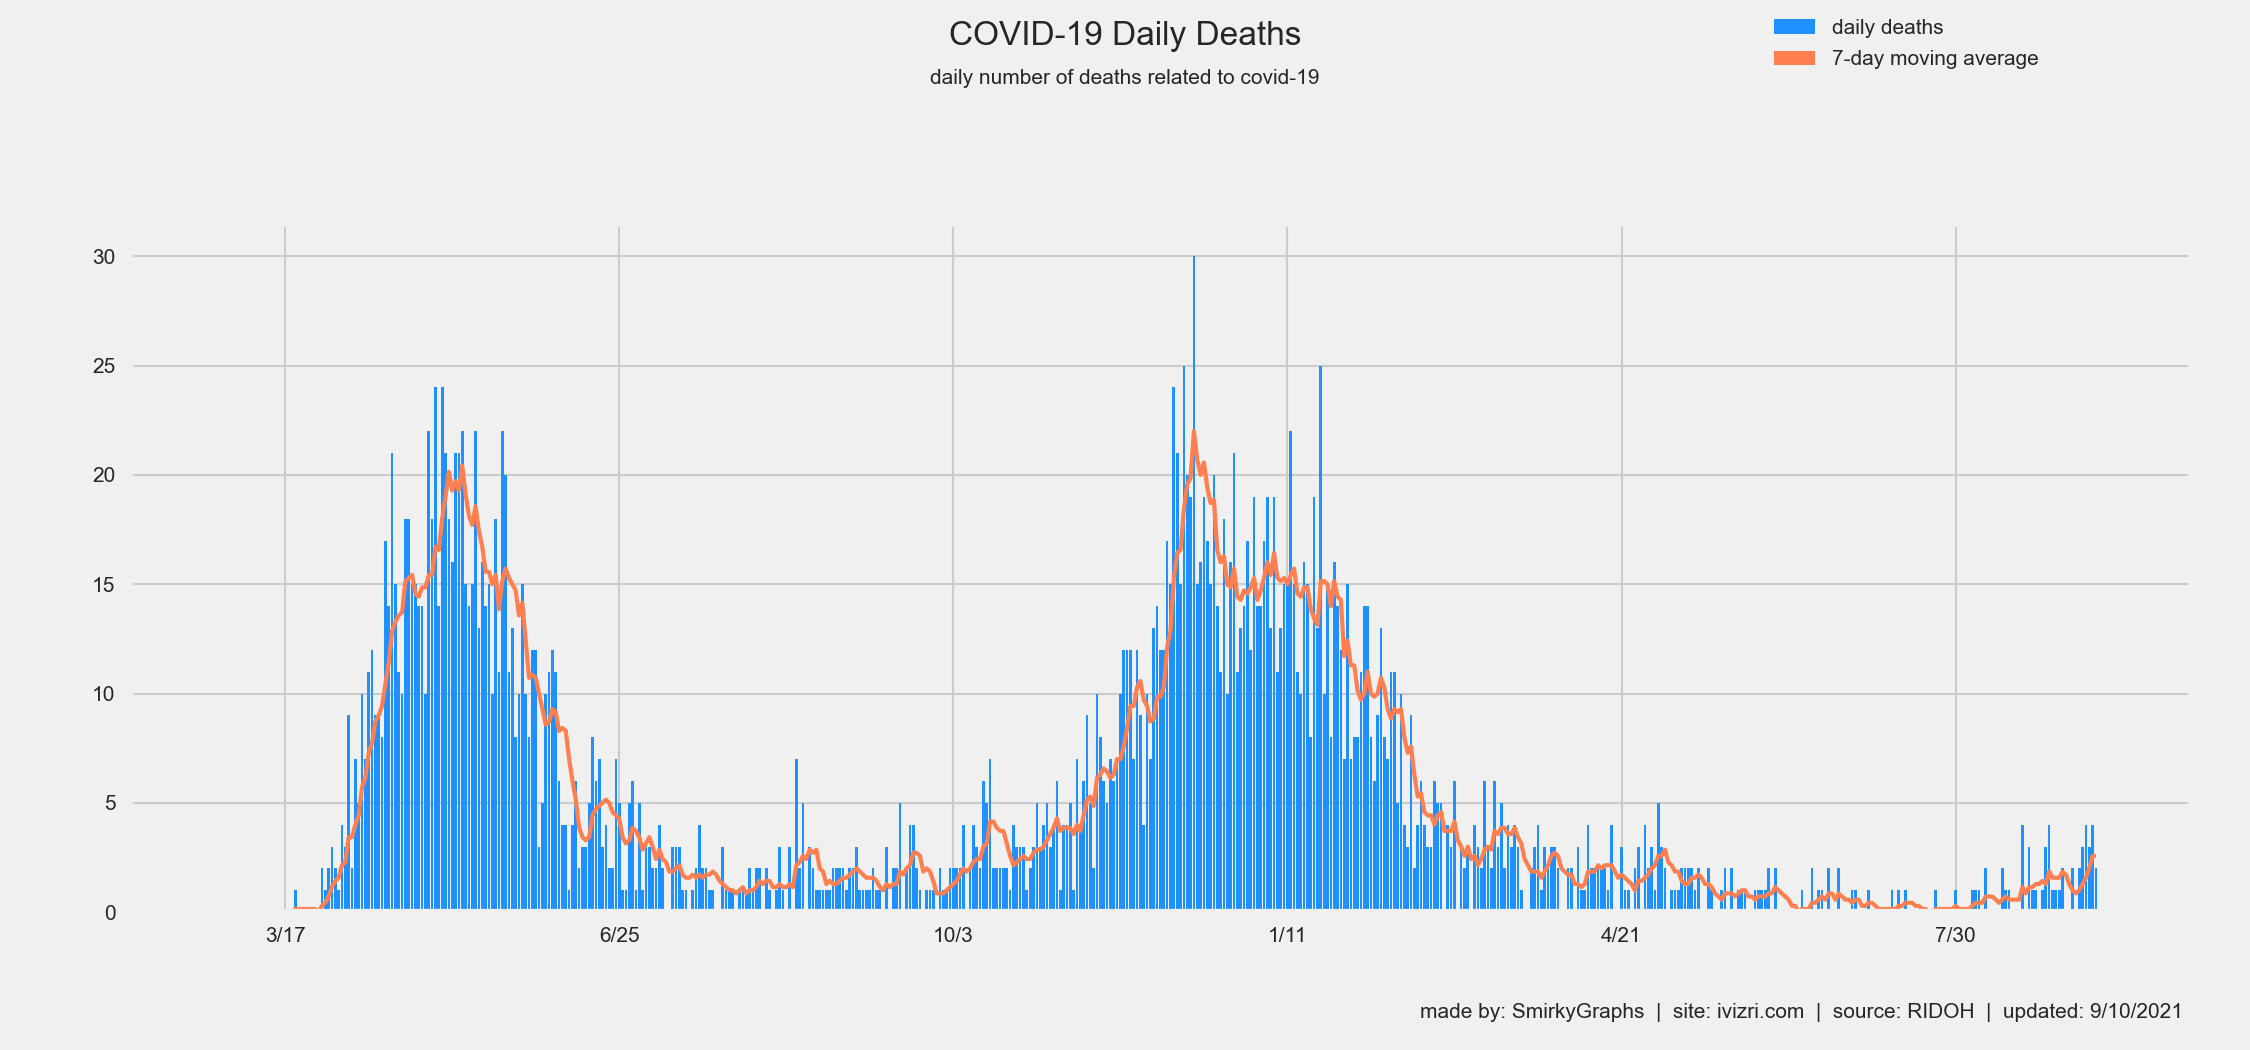 COVID-19 Daily Deaths
daily number of deaths related to covid-19
daily deaths
7-day moving average
30
25
20
15
10
5
0
3/17 6/25 10/3 1/11 4/21 7/30
made by: SmirkyGraphs | site: ivizri.com | source: RIDOH | updated: 9/10/2021